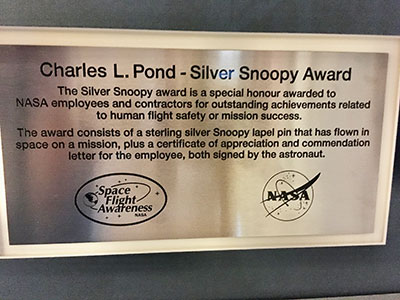 Charles L. Pond - Silver Snoopy Award
The Silver Snoopy award is a special honour awarded to
NASA employees and contractors for outstanding achievements related
to human flight safety or mission success.
The award consists of a sterling silver Snoopy lapel pin that has flown in
space on a mission, plus a certificate of appreciation and commendation
letter for the employee, both signed by the astronaut.
Space
Flight
Awareness
NASA
NASA